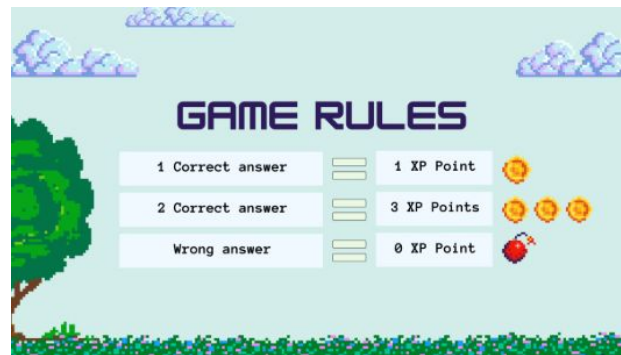 GAME RULES
1 Correct answer = 1 XP Point
2 Correct answer = 3 XP Points
Wrong answer = 0 XP Point